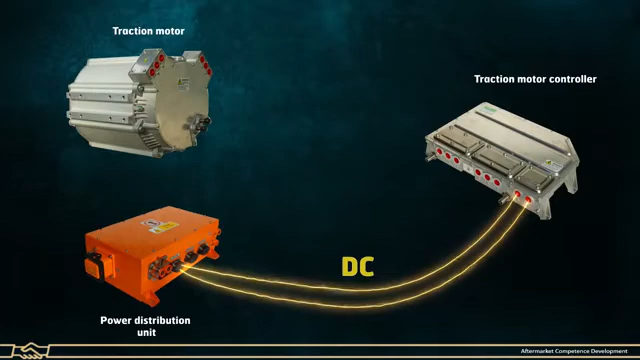 Traction motor
Traction motor controller
DC
Power distribution
unit
Aftermarket Competence Development